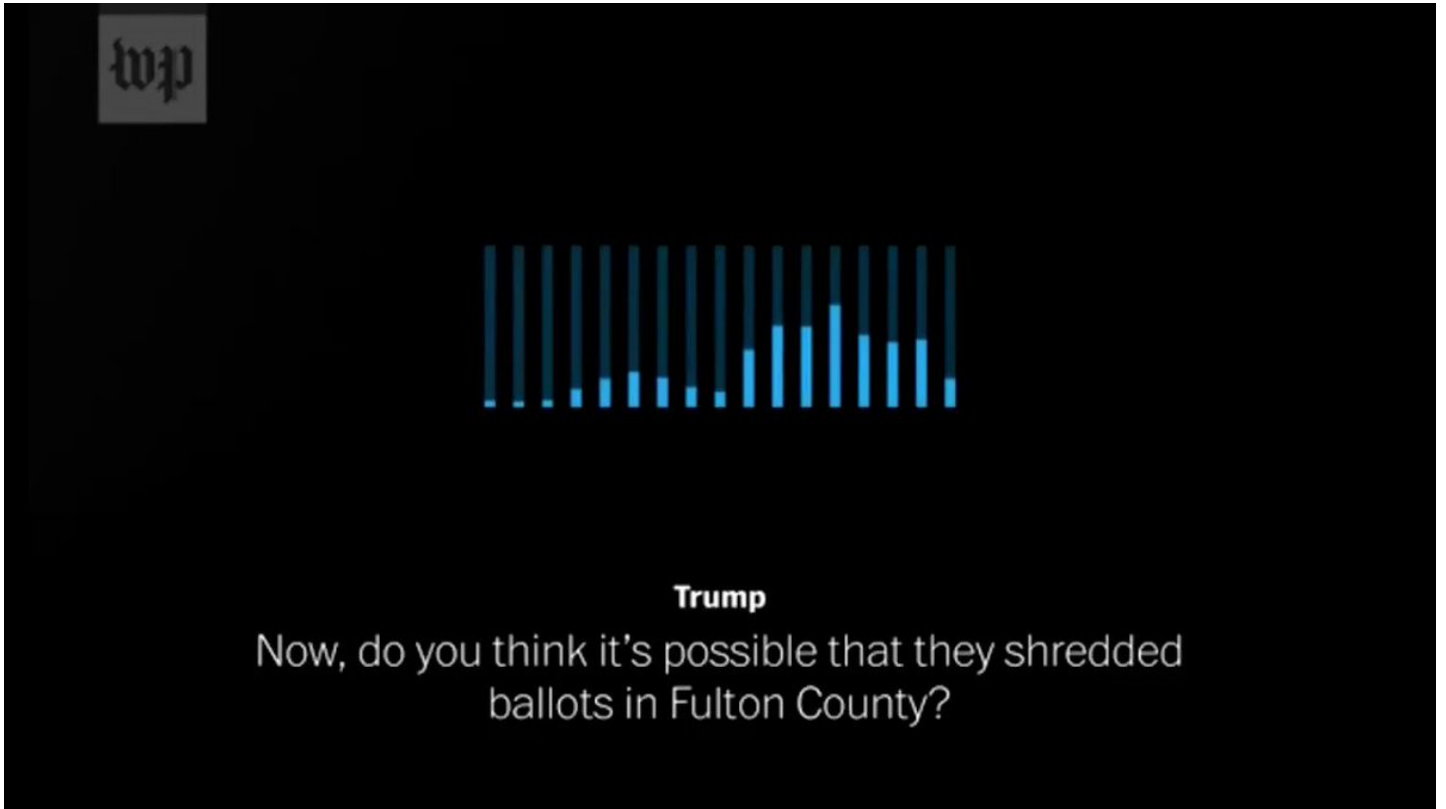 wp
Trump
Now, do you think it's possible that they shredded
ballots in Fulton County?